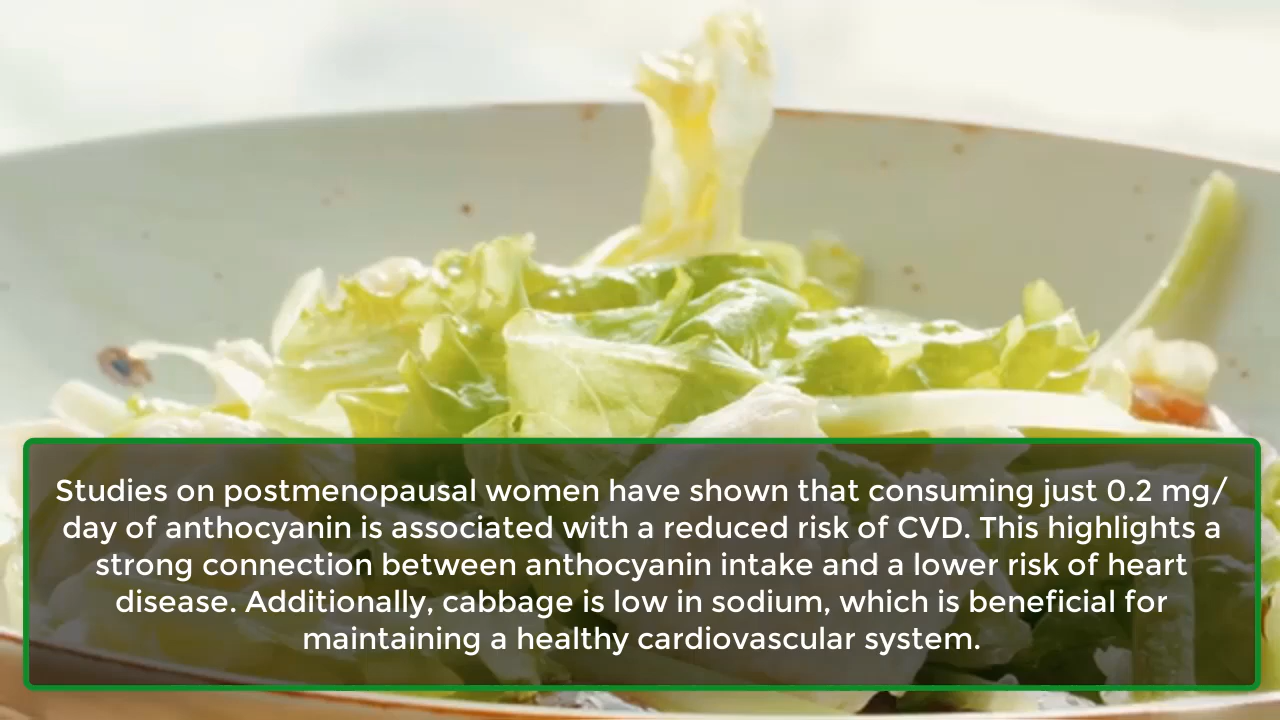 Studies on postmenopausal women have shown that consuming just 0.2 mg/
day of anthocyanin is associated with a reduced risk of CVD. This highlights a
strong connection between anthocyanin intake and a lower risk of heart
disease. Additionally, cabbage is low in sodium, which is beneficial for
maintaining a healthy cardiovascular system.